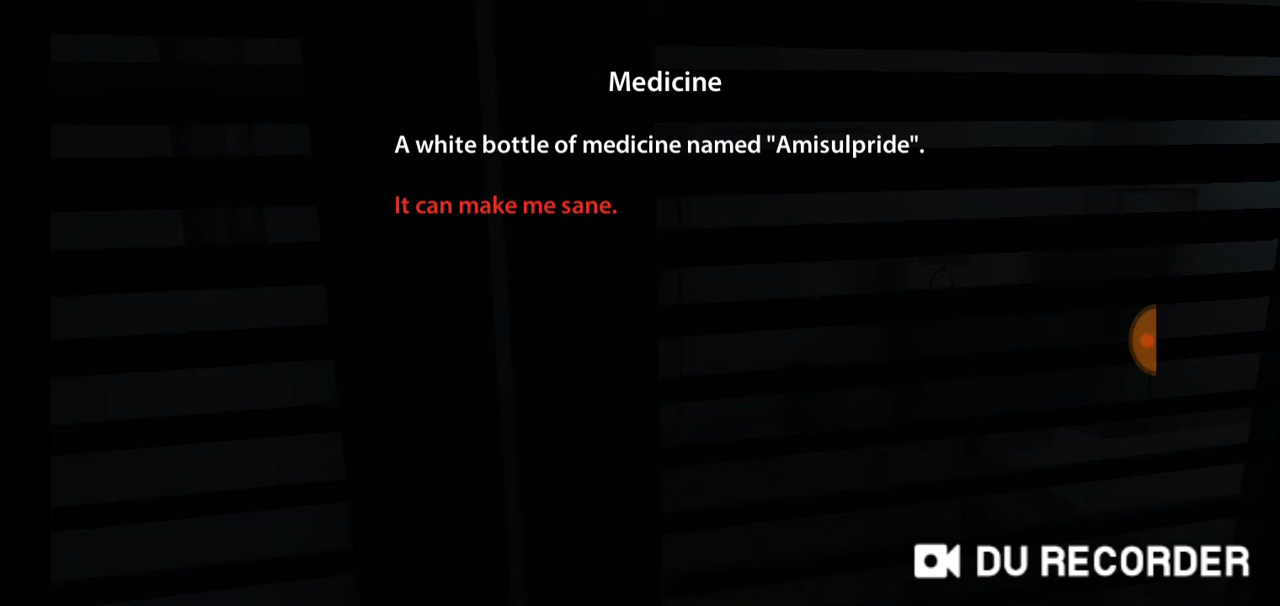 Medicine
A white bottle of medicine named "Amisulpride".
It can make me sane.
DU RECORDER